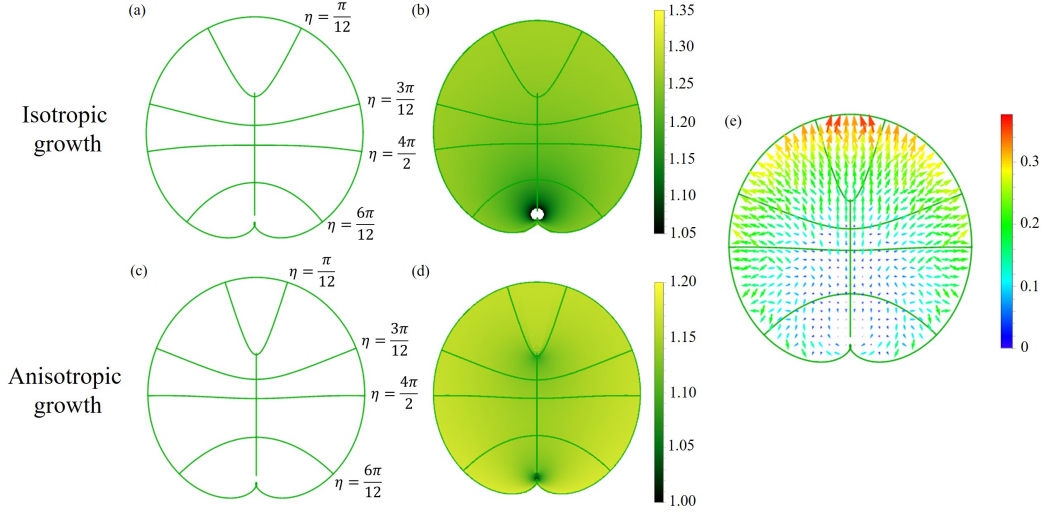 Isotropic
growth
(a)
η = π/12
η = 3π/12
η = 4π/2
η = 6π/12
(b)
1.35
1.30
1.25
1.20
1.15
1.10
1.05
Anisotropic
growth
(c)
η = π/12
η = 3π/12
η = 4π/2
η = 6π/12
(d)
1.20
1.15
1.10
1.05
1.00
(e)
0.3
0.2
0.1
0